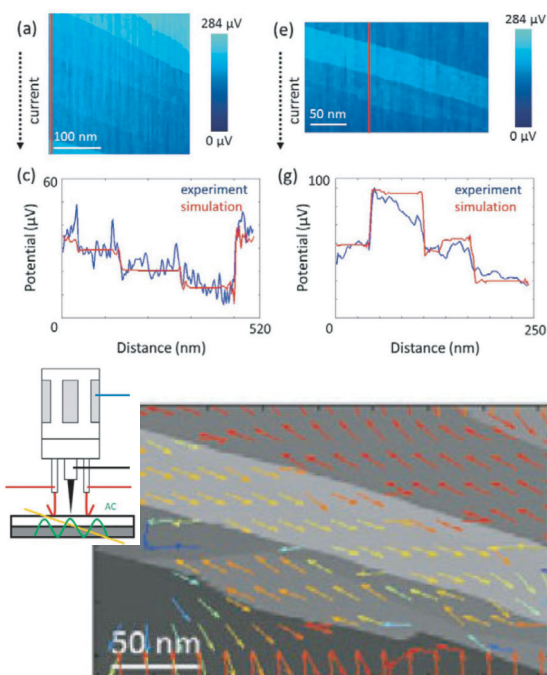 (a)
284 µV
0 µV
current
100 nm
(e)
284 µV
0 µV
current
50 nm
(c)
60
experiment
simulation
Potential (µV)
0
520
Distance (nm)
(g)
100
experiment
simulation
Potential (µV)
0
250
Distance (nm)
AC
50 nm